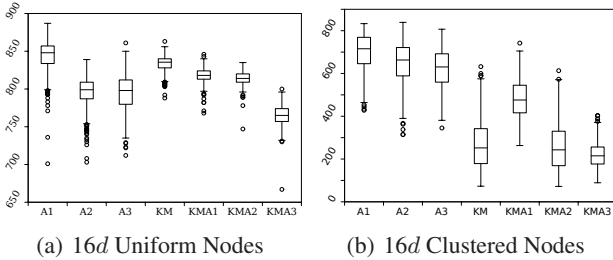 900
850
800
750
700
650
A1 A2 A3 KM KMA1 KMA2 KMA3
(a) 16d Uniform Nodes
800
600
400
200
0
A1 A2 A3 KM KMA1 KMA2 KMA3
(b) 16d Clustered Nodes